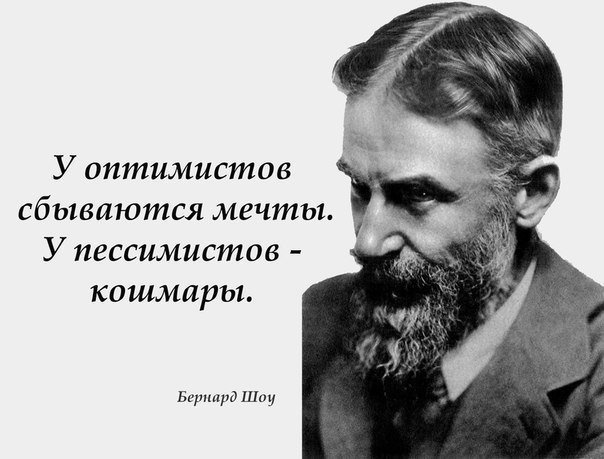 У оптимистов
сбываются мечты.
У пессимистов -
кошмары.
Бернард Шоу